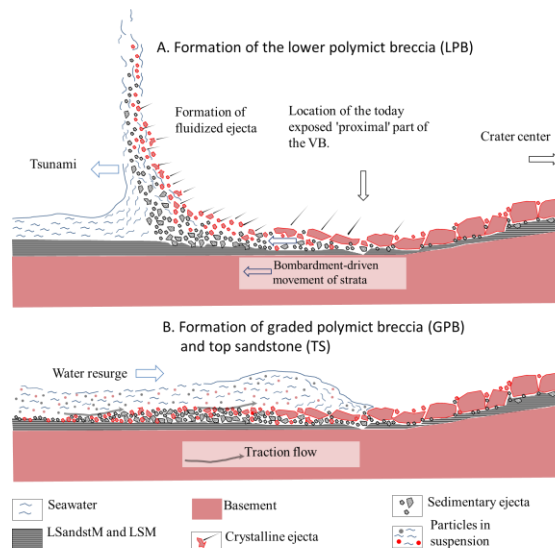 A. Formation of the lower polymict breccia (LPB)
Formation of
fluidized ejecta
Location of the today
exposed 'proximal' part of
the VB.
Crater center
Tsunami
Bombardment-driven
movement of strata
B. Formation of graded polymict breccia (GPB)
and top sandstone (TS)
Water resurge
Traction flow
Seawater
Basement
Sedimentary ejecta
LSandstM and LSM
Crystalline ejecta
Particles in
suspension